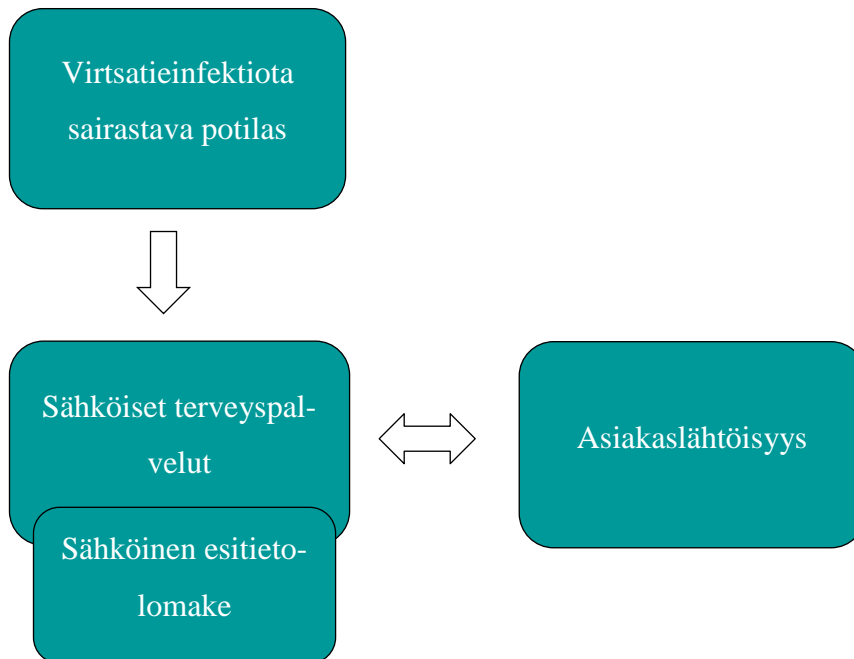 Virtsatieinfektiota
sairastava potilas
Sähköiset terveyspal-
velut
Asiakaslähtöisyys
Sähköinen esitieto-
lomake